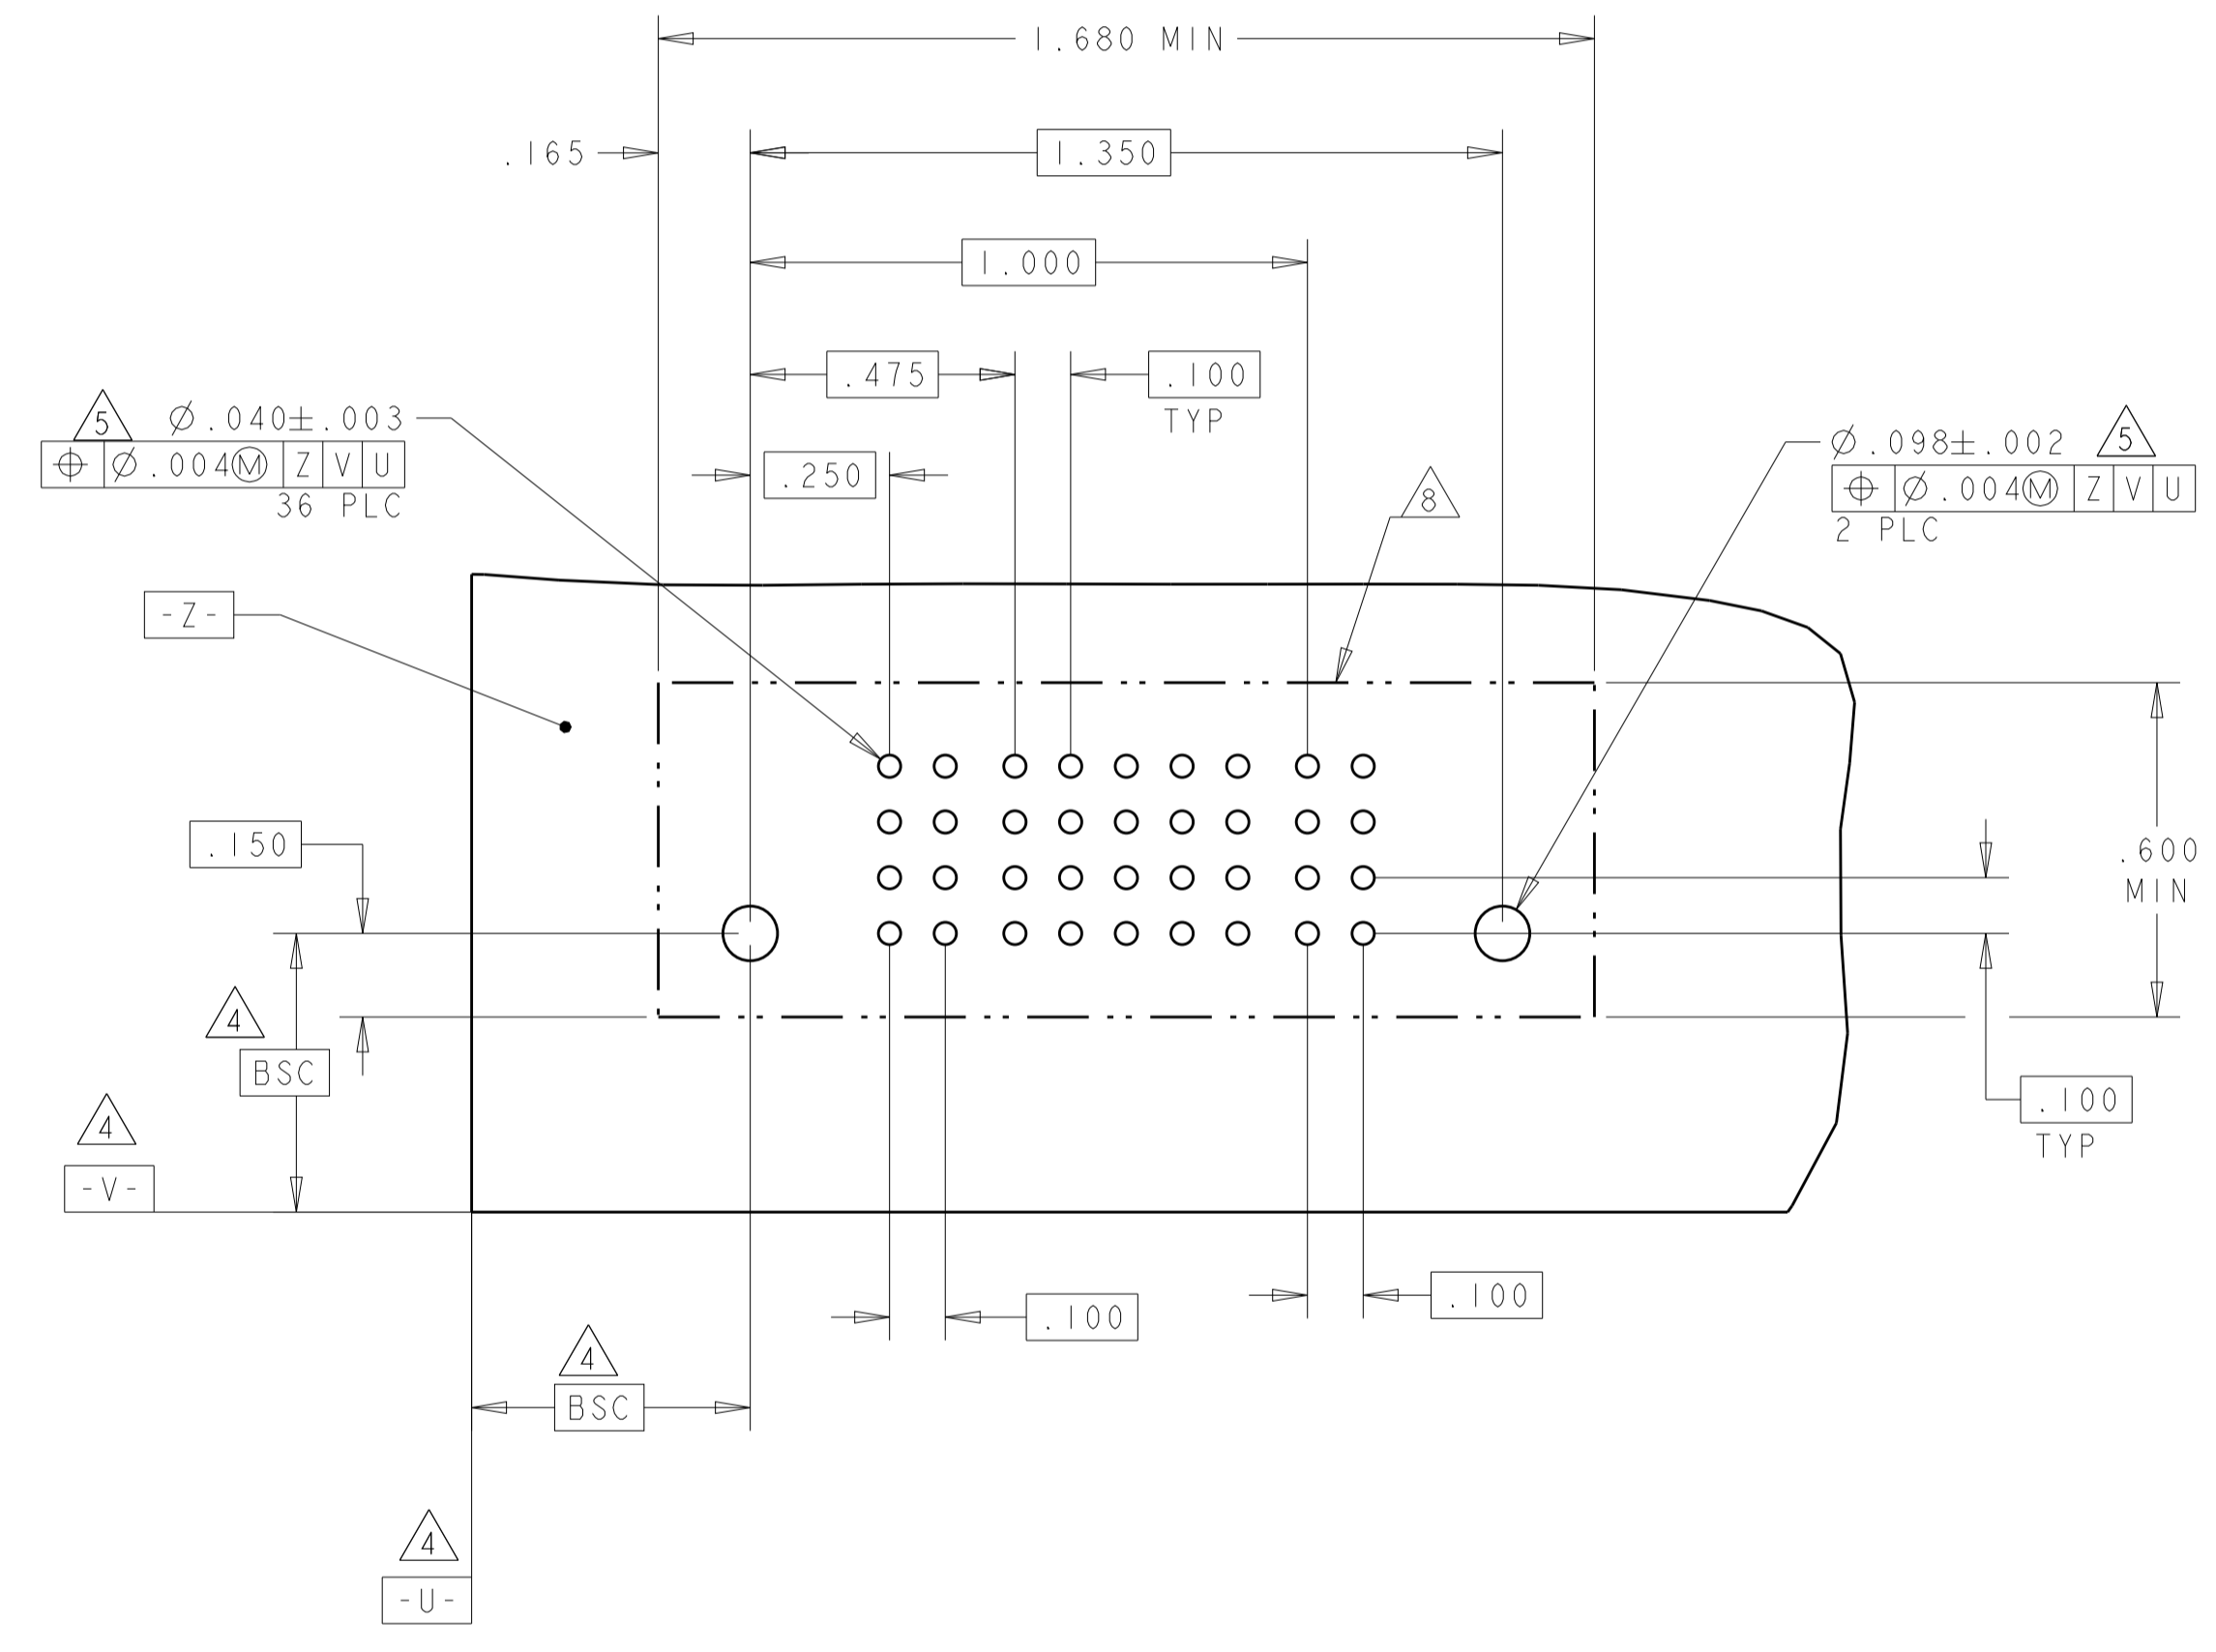 1.680 MIN
.165
1.350
1.000
.475
.100
TYP
5 Ø.040±.003
⌖ Ø.004Ⓜ Z V U
36 PLC
.250
8
Ø.098±.002 5
⌖ Ø.004Ⓜ Z V U
2 PLC
-Z-
.150
.600
MIN
4
BSC
4
-V-
.100
TYP
.100
.100
4
BSC
4
-U-